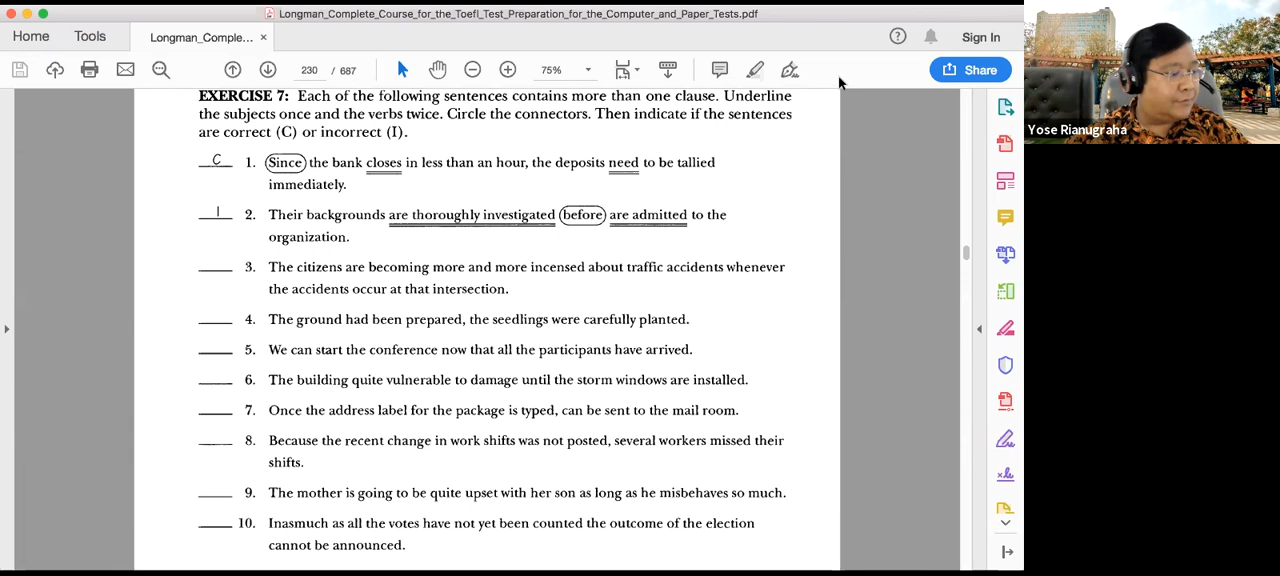 Longman_Complete_Course_for_the_Toefl_Test_Preparation_for_the_Computer_and_Paper_Tests.pdf
Home Tools Longman_Comple... × Sign In
230 / 687 75% Share
EXERCISE 7: Each of the following sentences contains more than one clause. Underline
the subjects once and the verbs twice. Circle the connectors. Then indicate if the sentences
are correct (C) or incorrect (I).
C 1. Since the bank closes in less than an hour, the deposits need to be tallied
immediately.
I 2. Their backgrounds are thoroughly investigated before are admitted to the
organization.
3. The citizens are becoming more and more incensed about traffic accidents whenever
the accidents occur at that intersection.
4. The ground had been prepared, the seedlings were carefully planted.
5. We can start the conference now that all the participants have arrived.
6. The building quite vulnerable to damage until the storm windows are installed.
7. Once the address label for the package is typed, can be sent to the mail room.
8. Because the recent change in work shifts was not posted, several workers missed their
shifts.
9. The mother is going to be quite upset with her son as long as he misbehaves so much.
10. Inasmuch as all the votes have not yet been counted the outcome of the election
cannot be announced.
Yose Rianugraha